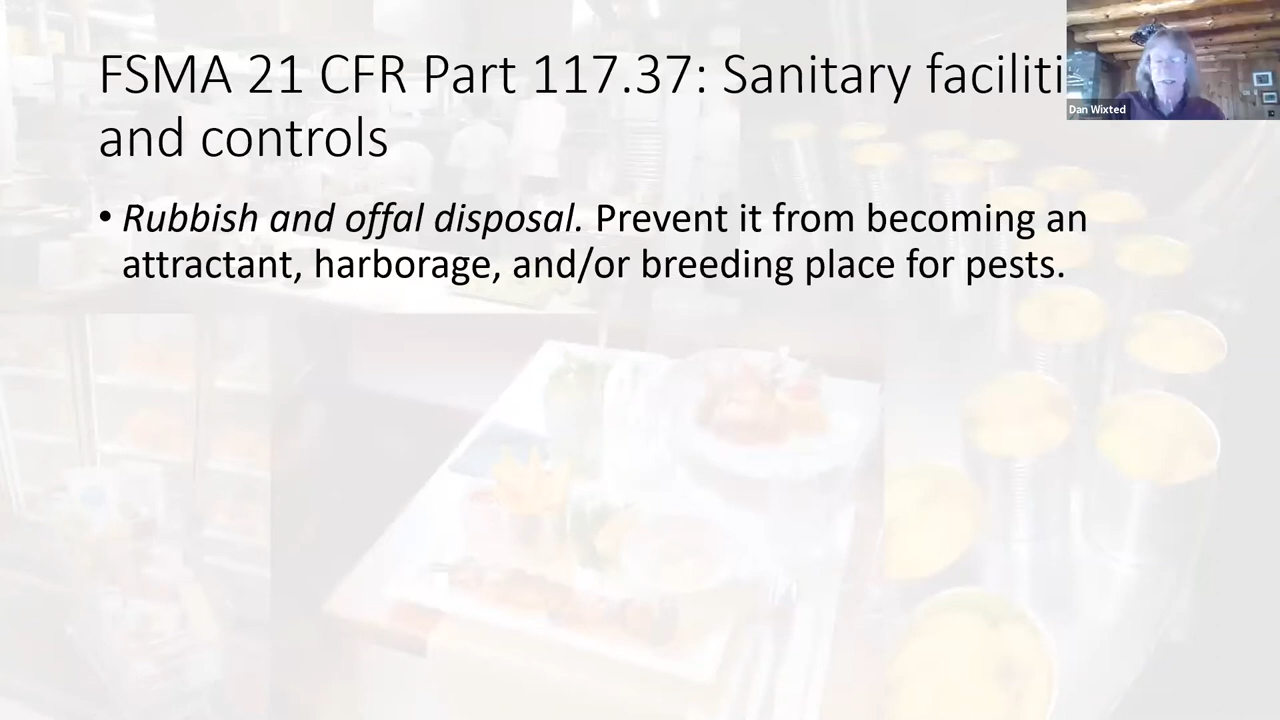 FSMA 21 CFR Part 117.37: Sanitary faciliti
and controls
• Rubbish and offal disposal. Prevent it from becoming an
attractant, harborage, and/or breeding place for pests.
Dan Wixted